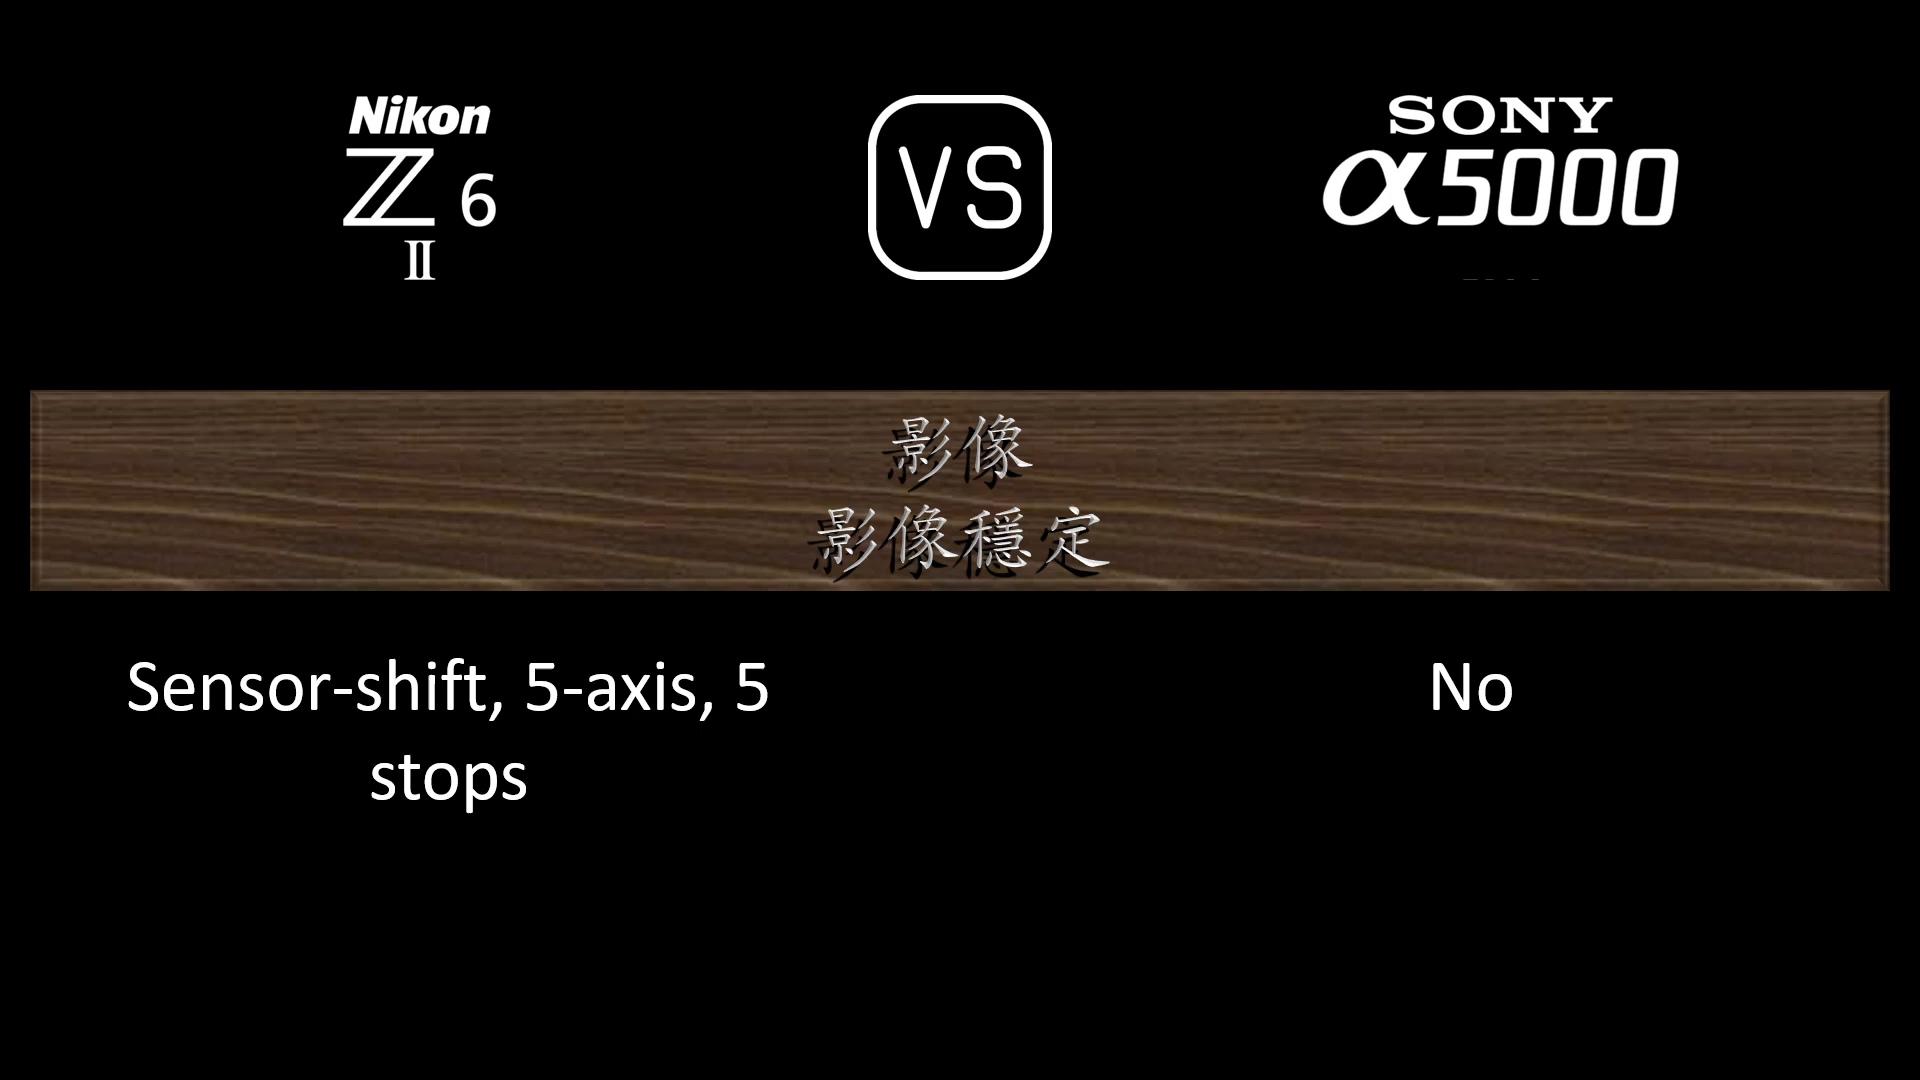 Nikon
Z 6
II
VS
SONY
α5000
影像
影像穩定
Sensor-shift, 5-axis, 5
stops
No